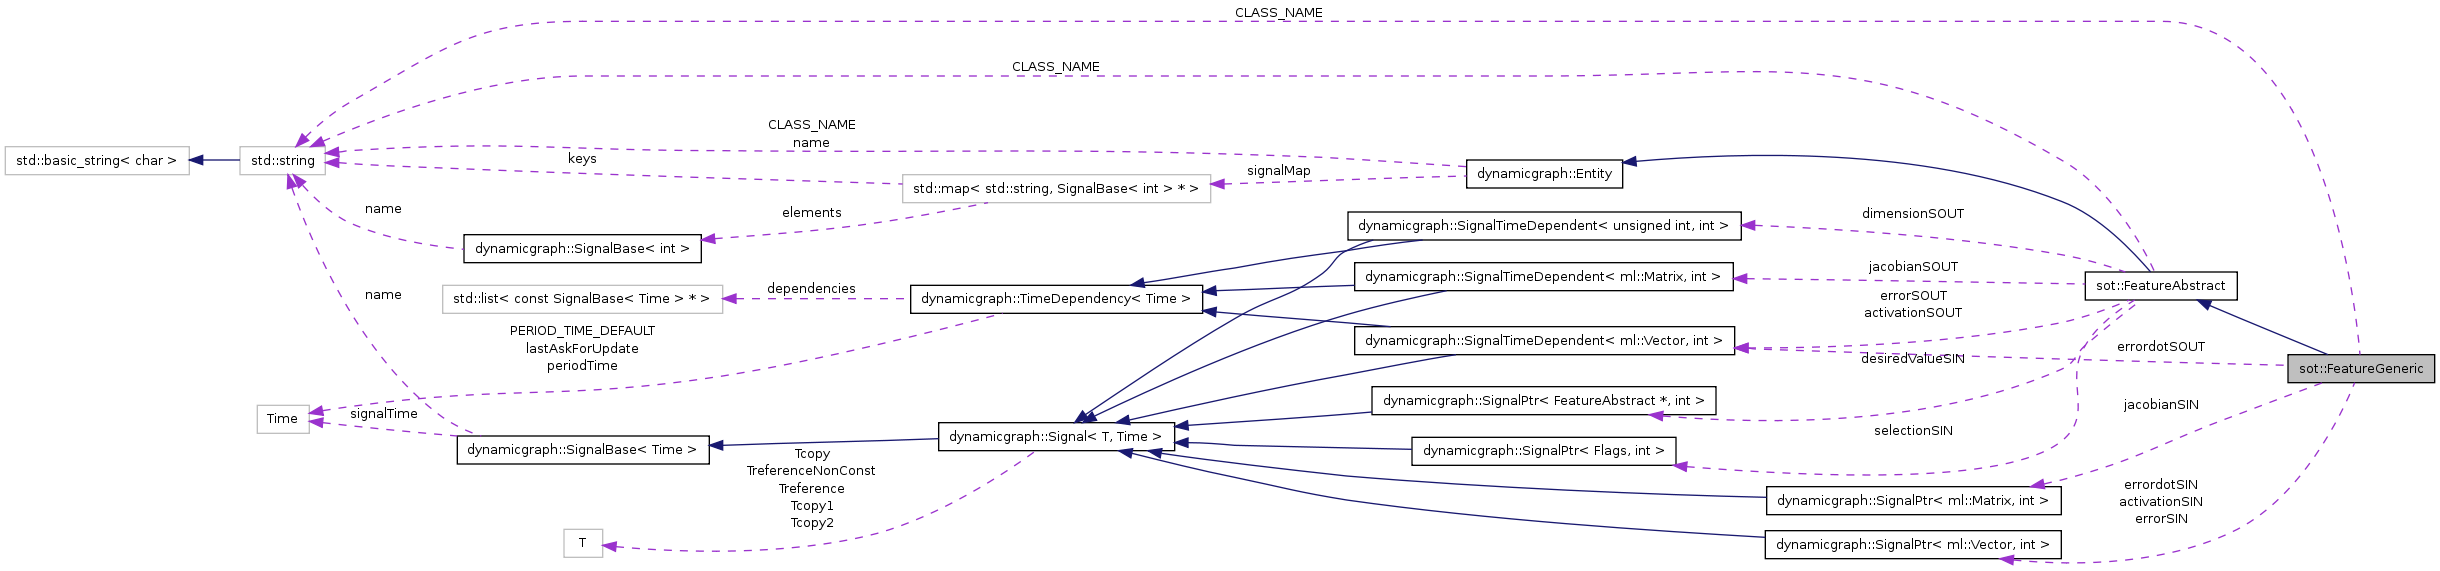 CLASS_NAME
CLASS_NAME
CLASS_NAME
name
keys
std::basic_string< char >
std::string
dynamicgraph::Entity
signalMap
std::map< std::string, SignalBase< int > * >
name
elements
dimensionSOUT
dynamicgraph::SignalTimeDependent< unsigned int, int >
dynamicgraph::SignalBase< int >
jacobianSOUT
dynamicgraph::SignalTimeDependent< ml::Matrix, int >
sot::FeatureAbstract
name
dependencies
std::list< const SignalBase< Time > * >
dynamicgraph::TimeDependency< Time >
errorSOUT
activationSOUT
PERIOD_TIME_DEFAULT
lastAskForUpdate
periodTime
dynamicgraph::SignalTimeDependent< ml::Vector, int >
desiredValueSIN
errordotSOUT
sot::FeatureGeneric
dynamicgraph::SignalPtr< FeatureAbstract *, int >
jacobianSIN
Time
signalTime
selectionSIN
dynamicgraph::Signal< T, Time >
dynamicgraph::SignalBase< Time >
dynamicgraph::SignalPtr< Flags, int >
Tcopy
TreferenceNonConst
Treference
Tcopy1
Tcopy2
dynamicgraph::SignalPtr< ml::Matrix, int >
errordotSIN
activationSIN
errorSIN
T
dynamicgraph::SignalPtr< ml::Vector, int >